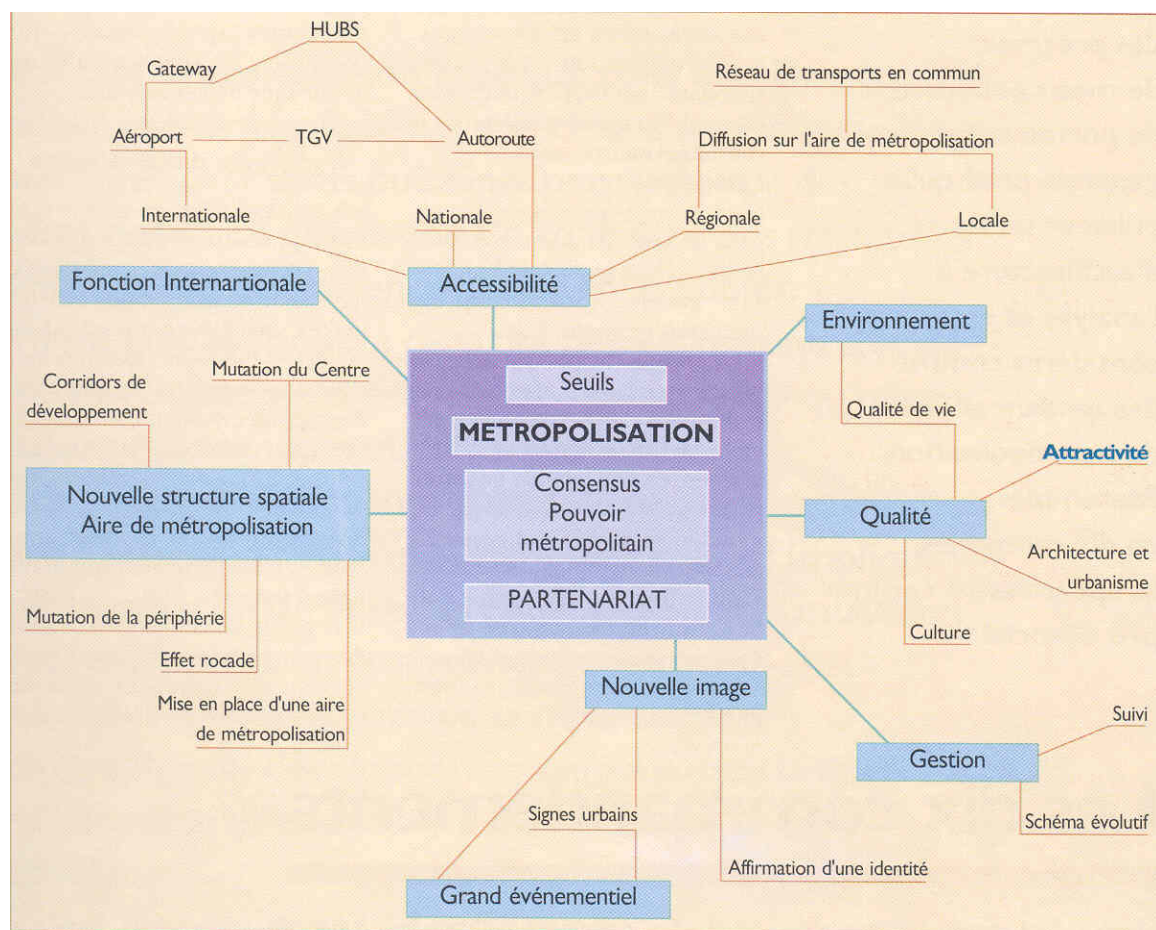 HUBS
Gateway
Réseau de transports en commun
Aéroport
TGV
Autoroute
Diffusion sur l'aire de métropolisation
Internationale
Nationale
Régionale
Locale
Fonction Internartionale
Accessibilité
Environnement
Mutation du Centre
Corridors de
développement
Seuils
METROPOLISATION
Qualité de vie
Attractivité
Nouvelle structure spatiale
Aire de métropolisation
Consensus
Pouvoir
métropolitain
Qualité
Architecture et
urbanisme
PARTENARIAT
Mutation de la périphérie
Culture
Effet rocade
Nouvelle image
Mise en place d'une aire
de métropolisation
Suivi
Gestion
Signes urbains
Schéma évolutif
Affirmation d'une identité
Grand événementiel